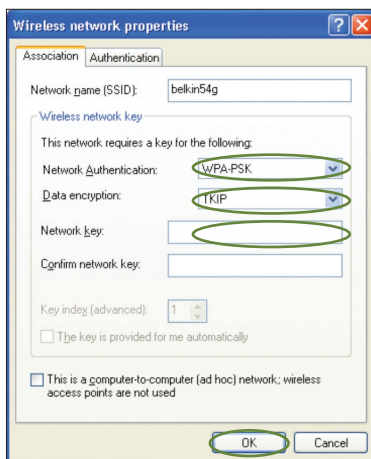 Wireless network properties
Association Authentication
Network name (SSID): belkin54g
Wireless network key
This network requires a key for the following:
Network Authentication: WPA-PSK
Data encryption: TKIP
Network key:
Confirm network key:
Key index (advanced): 1
The key is provided for me automatically
This is a computer-to-computer (ad hoc) network; wireless
access points are not used
OK Cancel